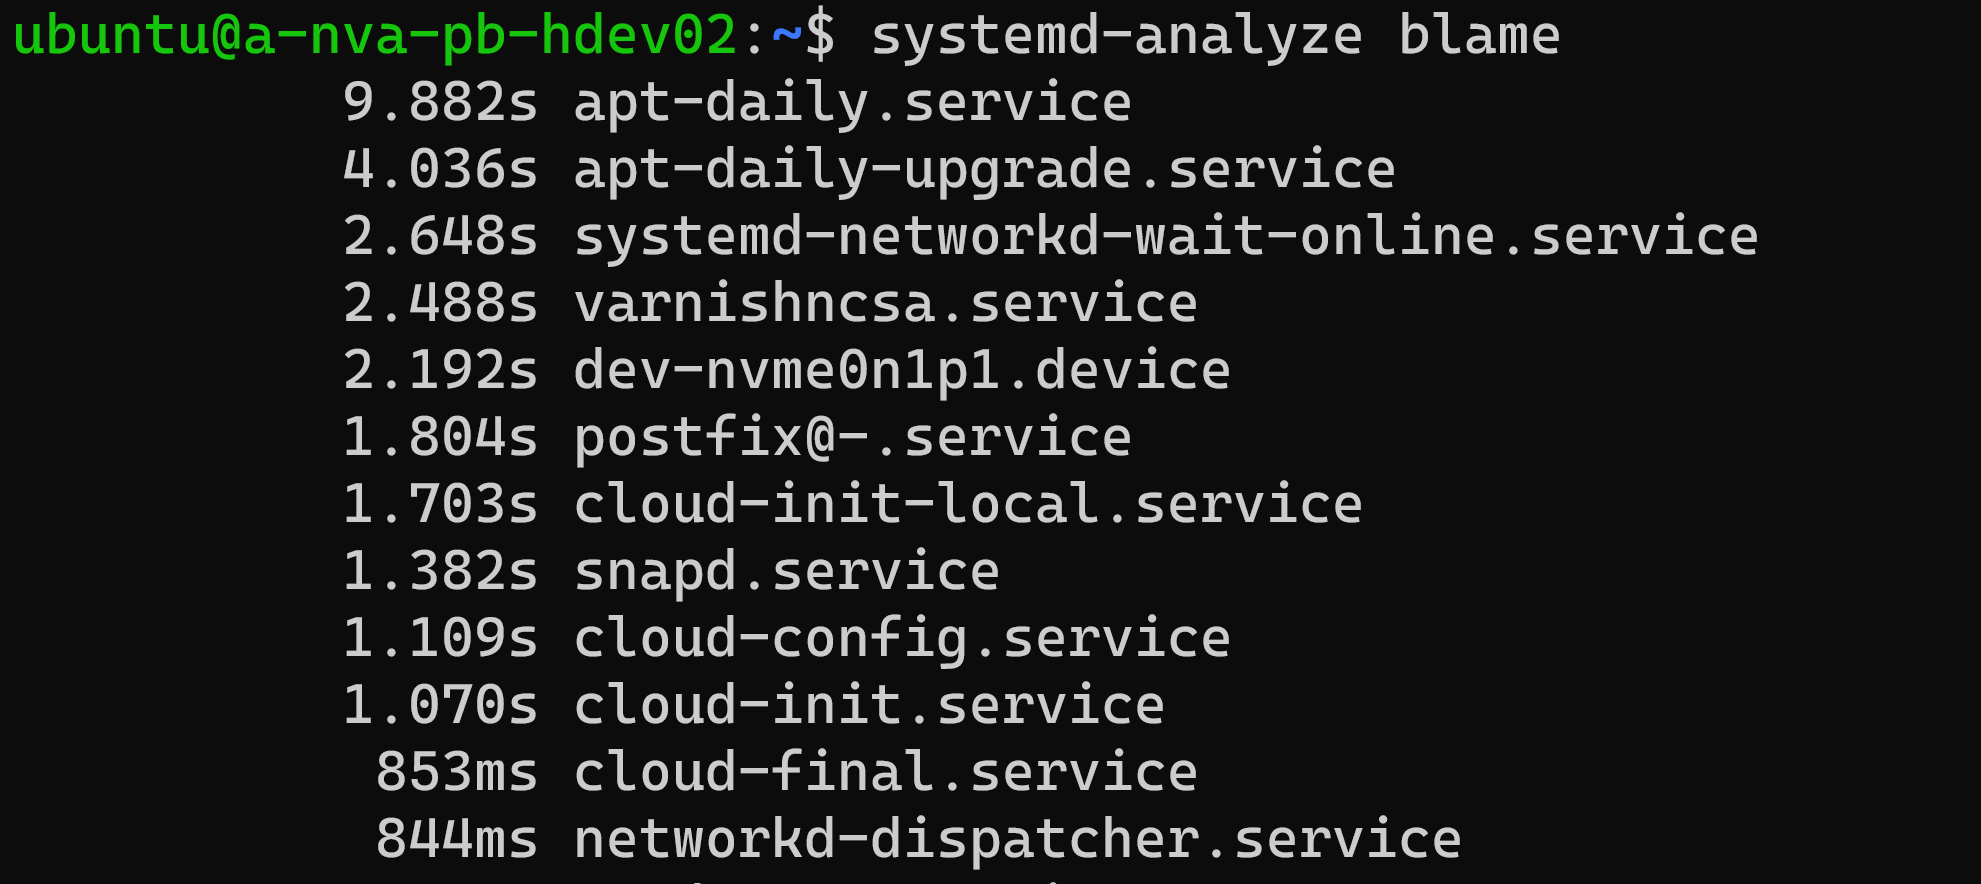 ubuntu@a-nva-pb-hdev02:~$ systemd-analyze blame
9.882s apt-daily.service
4.036s apt-daily-upgrade.service
2.648s systemd-networkd-wait-online.service
2.488s varnishncsa.service
2.192s dev-nvme0n1p1.device
1.804s postfix@-.service
1.703s cloud-init-local.service
1.382s snapd.service
1.109s cloud-config.service
1.070s cloud-init.service
853ms cloud-final.service
844ms networkd-dispatcher.service